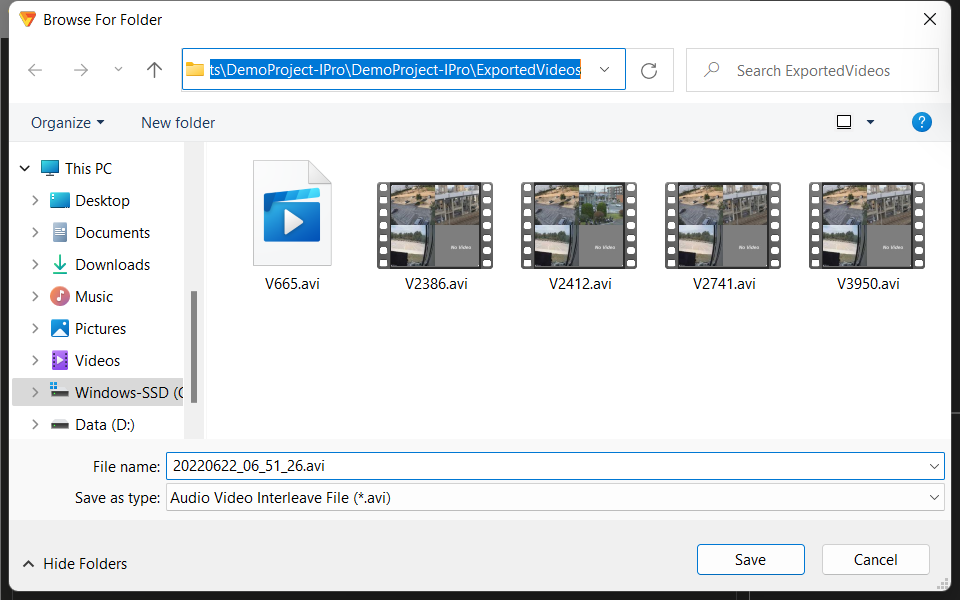 Browse For Folder
ts\DemoProject-IPro\DemoProject-IPro\ExportedVideos
Search ExportedVideos
Organize
New folder
?
This PC
Desktop
Documents
Downloads
Music
Pictures
Videos
Windows-SSD (C
Data (D:)
No Video
No Video
No Video
No Video
V665.avi
V2386.avi
V2412.avi
V2741.avi
V3950.avi
File name: 20220622_06_51_26.avi
Save as type: Audio Video Interleave File (*.avi)
Hide Folders
Save
Cancel